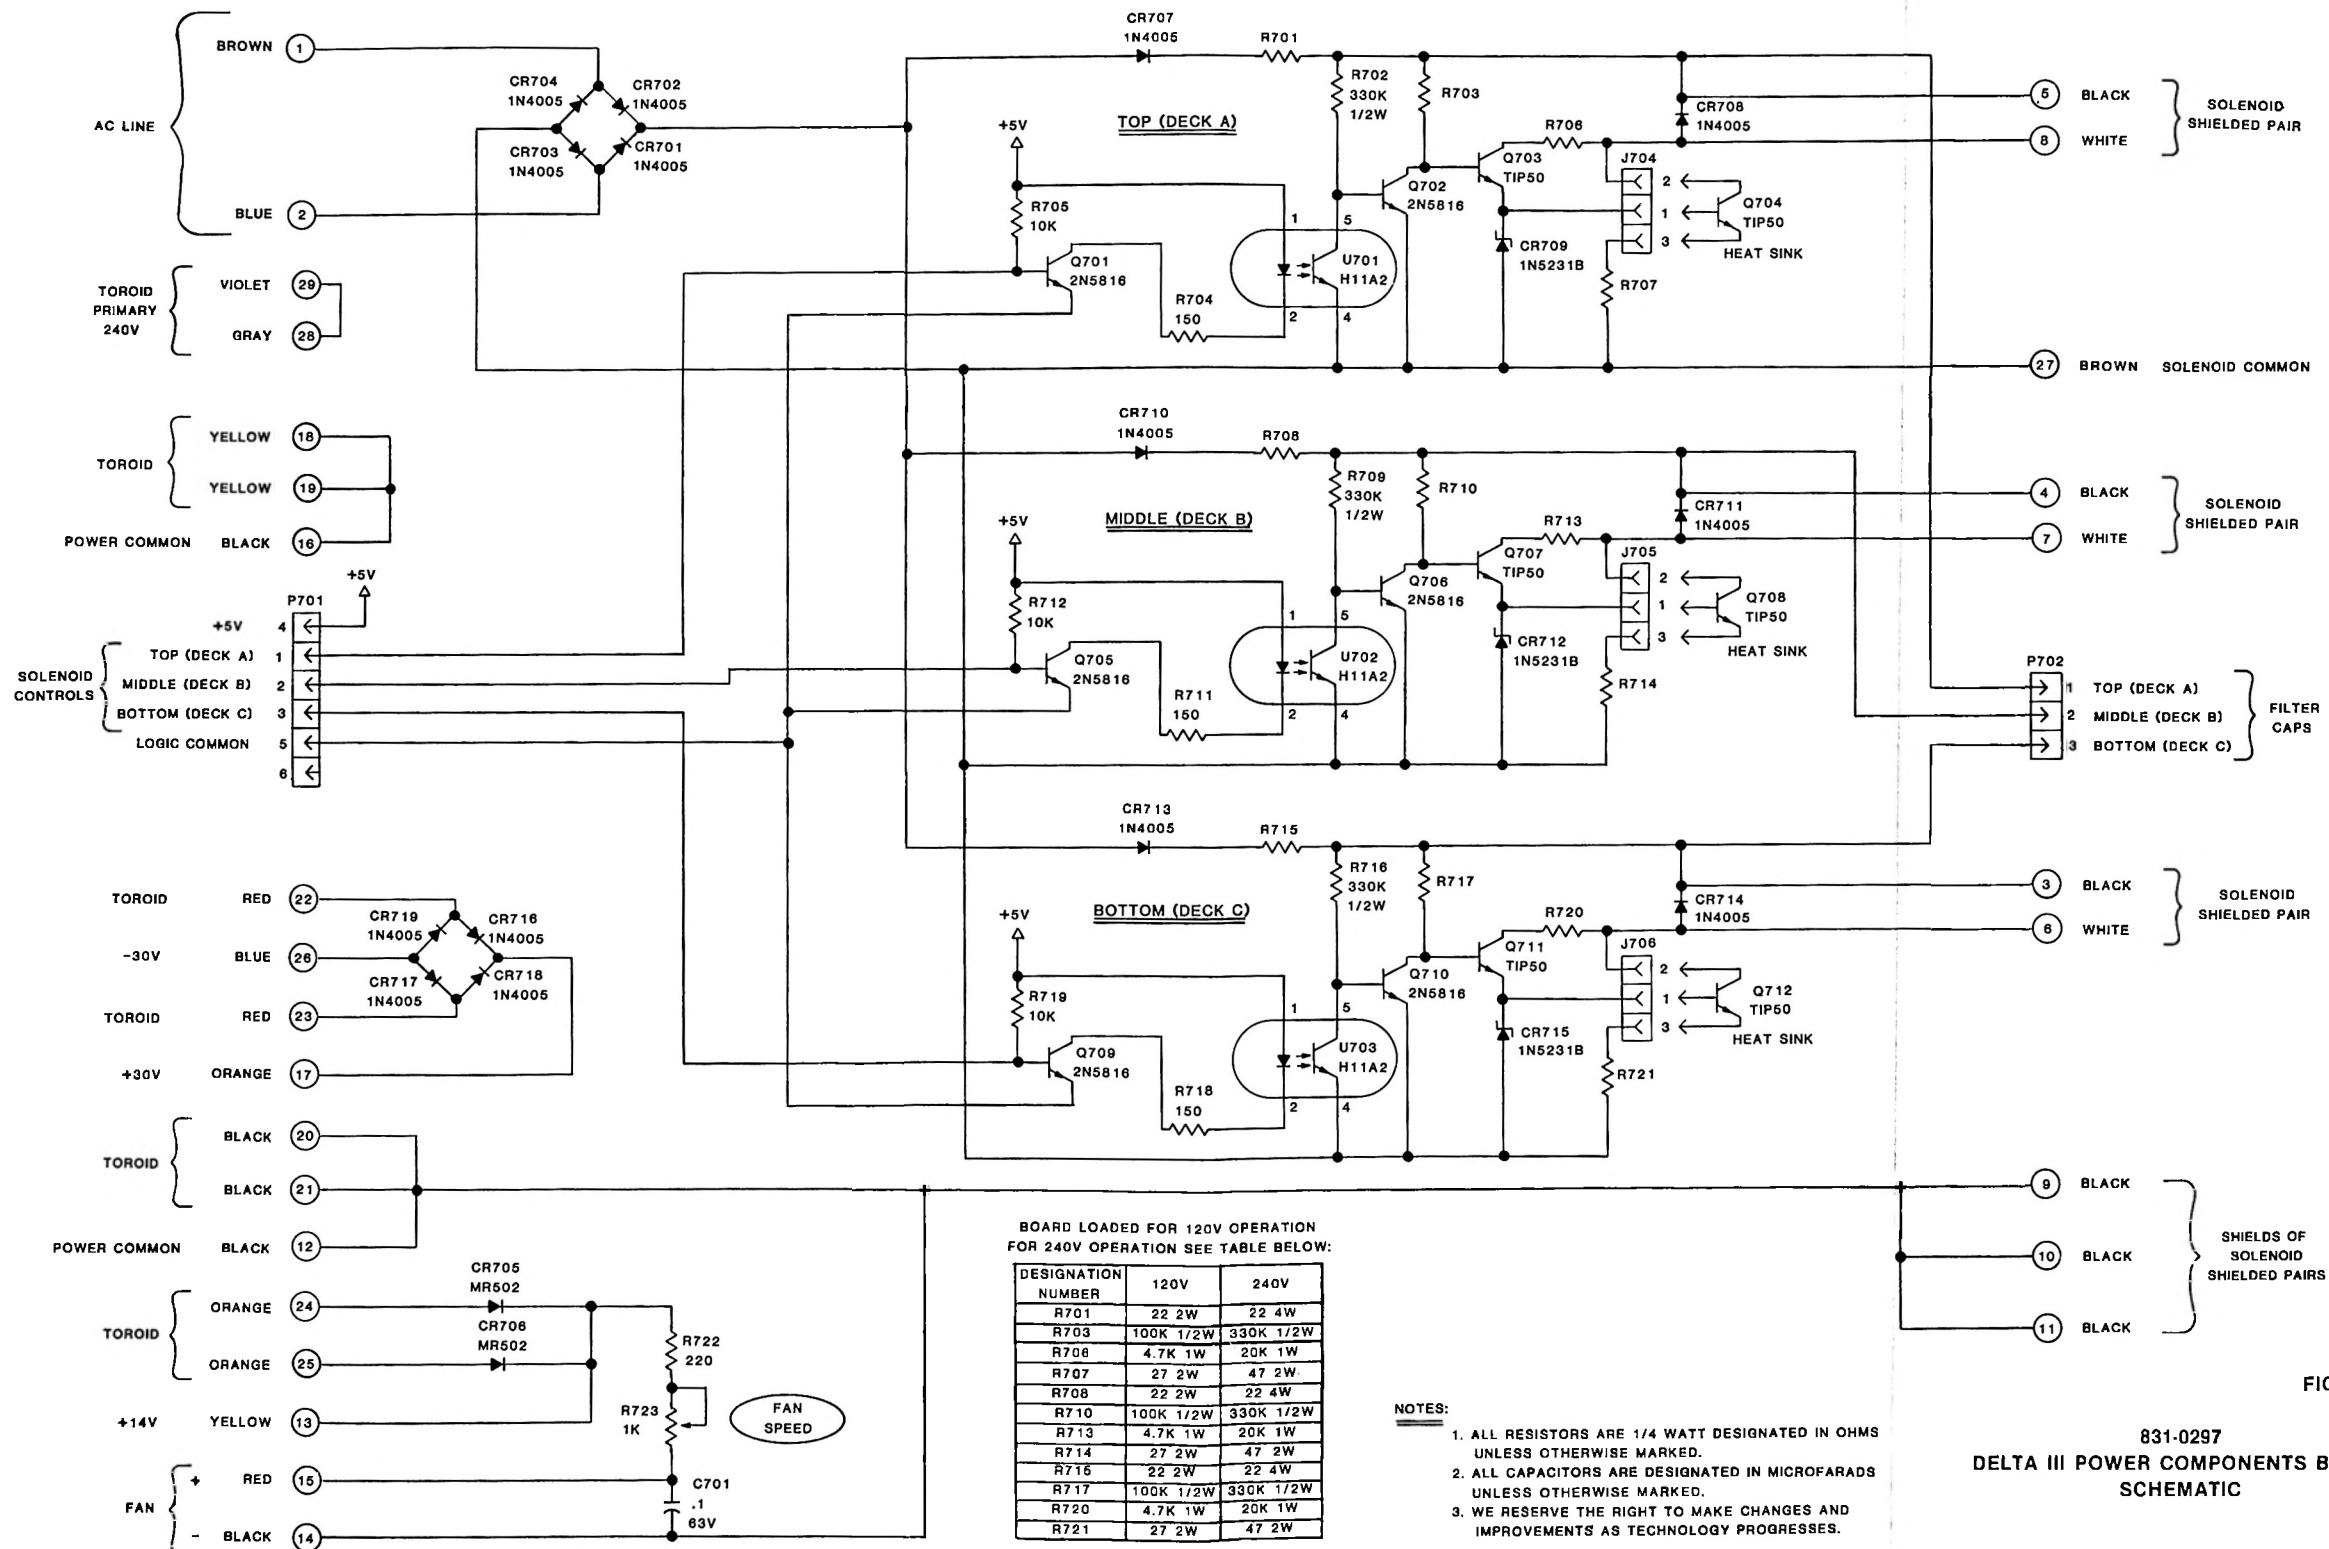 AC LINE
BROWN 1
BLUE 2
CR704
1N4005
CR702
1N4005
CR703
1N4005
CR701
1N4005
TOROID
PRIMARY
240V
VIOLET 29
GRAY 28
TOROID
YELLOW 18
YELLOW 19
POWER COMMON BLACK 16
+5V
P701
+5V 4
SOLENOID
CONTROLS
TOP (DECK A) 1
MIDDLE (DECK B) 2
BOTTOM (DECK C) 3
LOGIC COMMON 5
6
TOROID RED 22
-30V BLUE 26
TOROID RED 23
+30V ORANGE 17
CR719
1N4005
CR716
1N4005
CR717
1N4005
CR718
1N4005
TOROID
BLACK 20
BLACK 21
POWER COMMON BLACK 12
TOROID
ORANGE 24
ORANGE 25
+14V YELLOW 13
FAN
+ RED 15
- BLACK 14
CR705
MR502
CR706
MR502
R722
220
R723
1K
FAN
SPEED
C701
.1
63V
CR707
1N4005
R701
R702
330K
1/2W
R703
TOP (DECK A)
+5V
R705
10K
Q701
2N5816
R704
150
1
5
U701
H11A2
2
4
Q702
2N5816
Q703
TIP50
R706
CR708
1N4005
J704
2
1
3
Q704
TIP50
HEAT SINK
CR709
1N5231B
R707
5 BLACK
8 WHITE
SOLENOID
SHIELDED PAIR
27 BROWN SOLENOID COMMON
CR710
1N4005
R708
R709
330K
1/2W
R710
MIDDLE (DECK B)
+5V
R712
10K
Q705
2N5816
R711
150
1
5
U702
H11A2
2
4
Q706
2N5816
Q707
TIP50
R713
CR711
1N4005
J705
2
1
3
Q708
TIP50
HEAT SINK
CR712
1N5231B
R714
4 BLACK
7 WHITE
SOLENOID
SHIELDED PAIR
P702
1 TOP (DECK A)
2 MIDDLE (DECK B)
3 BOTTOM (DECK C)
FILTER
CAPS
CR713
1N4005
R715
R716
330K
1/2W
R717
BOTTOM (DECK C)
+5V
R719
10K
Q709
2N5816
R718
150
1
5
U703
H11A2
2
4
Q710
2N5816
Q711
TIP50
R720
CR714
1N4005
J706
2
1
3
Q712
TIP50
HEAT SINK
CR715
1N5231B
R721
3 BLACK
6 WHITE
SOLENOID
SHIELDED PAIR
9 BLACK
10 BLACK
11 BLACK
SHIELDS OF
SOLENOID
SHIELDED PAIRS
BOARD LOADED FOR 120V OPERATION
FOR 240V OPERATION SEE TABLE BELOW:
DESIGNATION NUMBER 120V 240V
R701 22 2W 22 4W
R703 100K 1/2W 330K 1/2W
R706 4.7K 1W 20K 1W
R707 27 2W 47 2W
R708 22 2W 22 4W
R710 100K 1/2W 330K 1/2W
R713 4.7K 1W 20K 1W
R714 27 2W 47 2W
R715 22 2W 22 4W
R717 100K 1/2W 330K 1/2W
R720 4.7K 1W 20K 1W
R721 27 2W 47 2W
NOTES:
1. ALL RESISTORS ARE 1/4 WATT DESIGNATED IN OHMS
UNLESS OTHERWISE MARKED.
2. ALL CAPACITORS ARE DESIGNATED IN MICROFARADS
UNLESS OTHERWISE MARKED.
3. WE RESERVE THE RIGHT TO MAKE CHANGES AND
IMPROVEMENTS AS TECHNOLOGY PROGRESSES.
831-0297
DELTA III POWER COMPONENTS B
SCHEMATIC